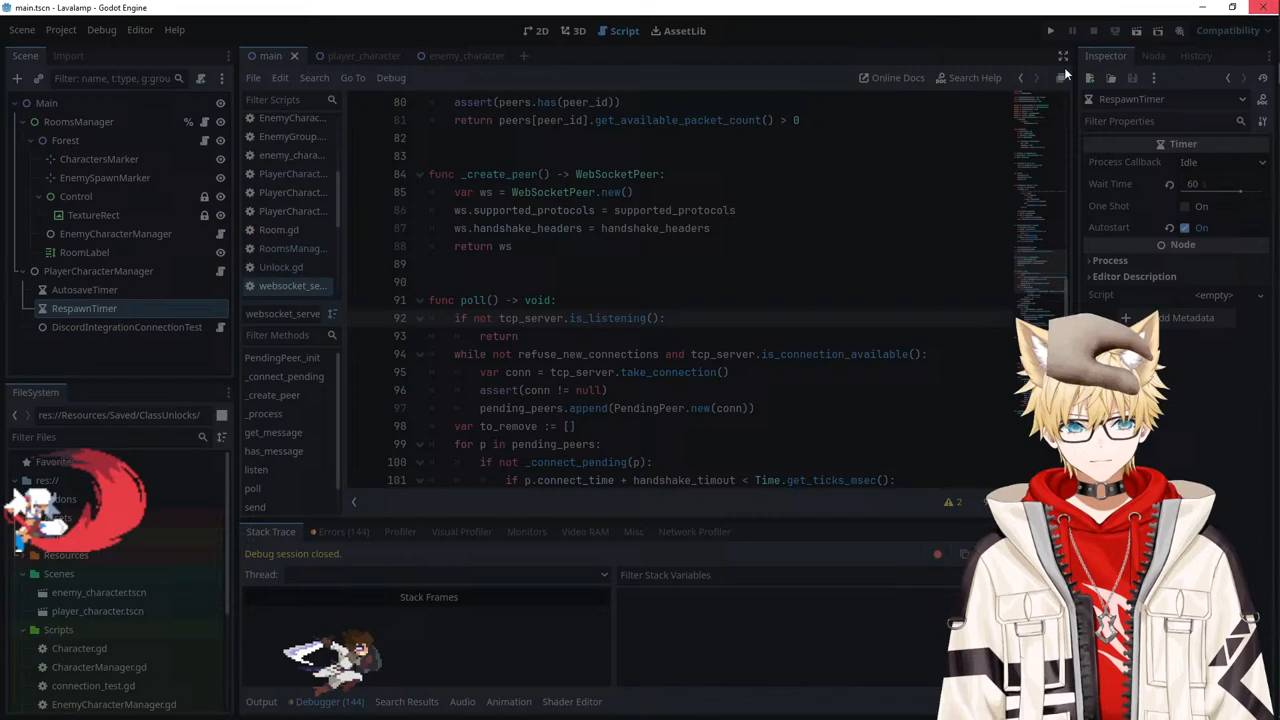 main.tscn - Lavalamp - Godot Engine
Scene Project Debug Editor Help
2D 3D Script AssetLib
Compatibility
Scene Import
Filter: name, t:type, g:grou
Main
RoomsManager
Forest
CharactersMarker
EnemySpawnMarker
Control
TextureRect
EnemyCharacterManager
RoomLabel
PlayerCharacterManager
AutosaveTimer
RespawnTimer
DiscordIntegrationConnectionTest
FileSystem
res://Resources/Saved/ClassUnlocks/
Filter Files
res://
Resources
Scenes
enemy_character.tscn
player_character.tscn
Scripts
Character.gd
CharacterManager.gd
connection_test.gd
EnemyCharacterManager.gd
main player_character enemy_character
File Edit Search Go To Debug
Online Docs Search Help
Filter Scripts
EnemyChara
EnemyGroup.
enemy_charac
PlayerCharact
PlayerCharact
PlayerCharact
Room.gd
RoomsManag
Unlock.gd
websocket_se
websocket_serve
Filter Methods
PendingPeer._init
_connect_pending
_create_peer
_process
get_message
has_message
listen
poll
send
80 assert(peers.has(peer_id))
81 return peers[peer_id].get_available_packet_count() > 0
82
83
84 func _create_peer() -> WebSocketPeer:
85 var ws = WebSocketPeer.new()
86 ws.supported_protocols = supported_protocols
87 ws.handshake_headers = handshake_headers
88 return ws
89
90
91 func poll() -> void:
92 if not tcp_server.is_listening():
93 return
94 while not refuse_new_connections and tcp_server.is_connection_available():
95 var conn = tcp_server.take_connection()
96 assert(conn != null)
97 pending_peers.append(PendingPeer.new(conn))
98 var to_remove := []
99 for p in pending_peers:
100 if not _connect_pending(p):
101 if p.connect_time + handshake_timout < Time.get_ticks_msec():
2
Stack Trace Errors (144) Profiler Visual Profiler Monitors Video RAM Misc Network Profiler
Debug session closed.
Thread:
Filter Stack Variables
Stack Frames
Output Debugger (144) Search Results Audio Animation Shader Editor
Inspector Node History
RespawnTimer
Filter Properties
Timer
Process Callback Idle
Wait Time 60 s
One Shot On
Autostart On
Node
Process
Editor Description
Script <empty>
Add Metadata